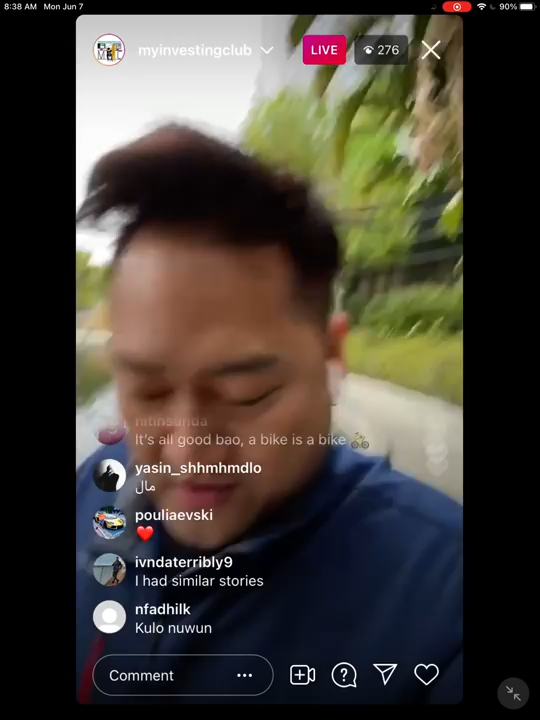 8:38 AM Mon Jun 7
90%
myinvestingclub
LIVE
276
nitinsunda
It's all good bao, a bike is a bike 🚲
yasin_shhmhmdlo
مال
pouliaevski
❤️
ivndaterribly9
I had similar stories
nfadhilk
Kulo nuwun
Comment